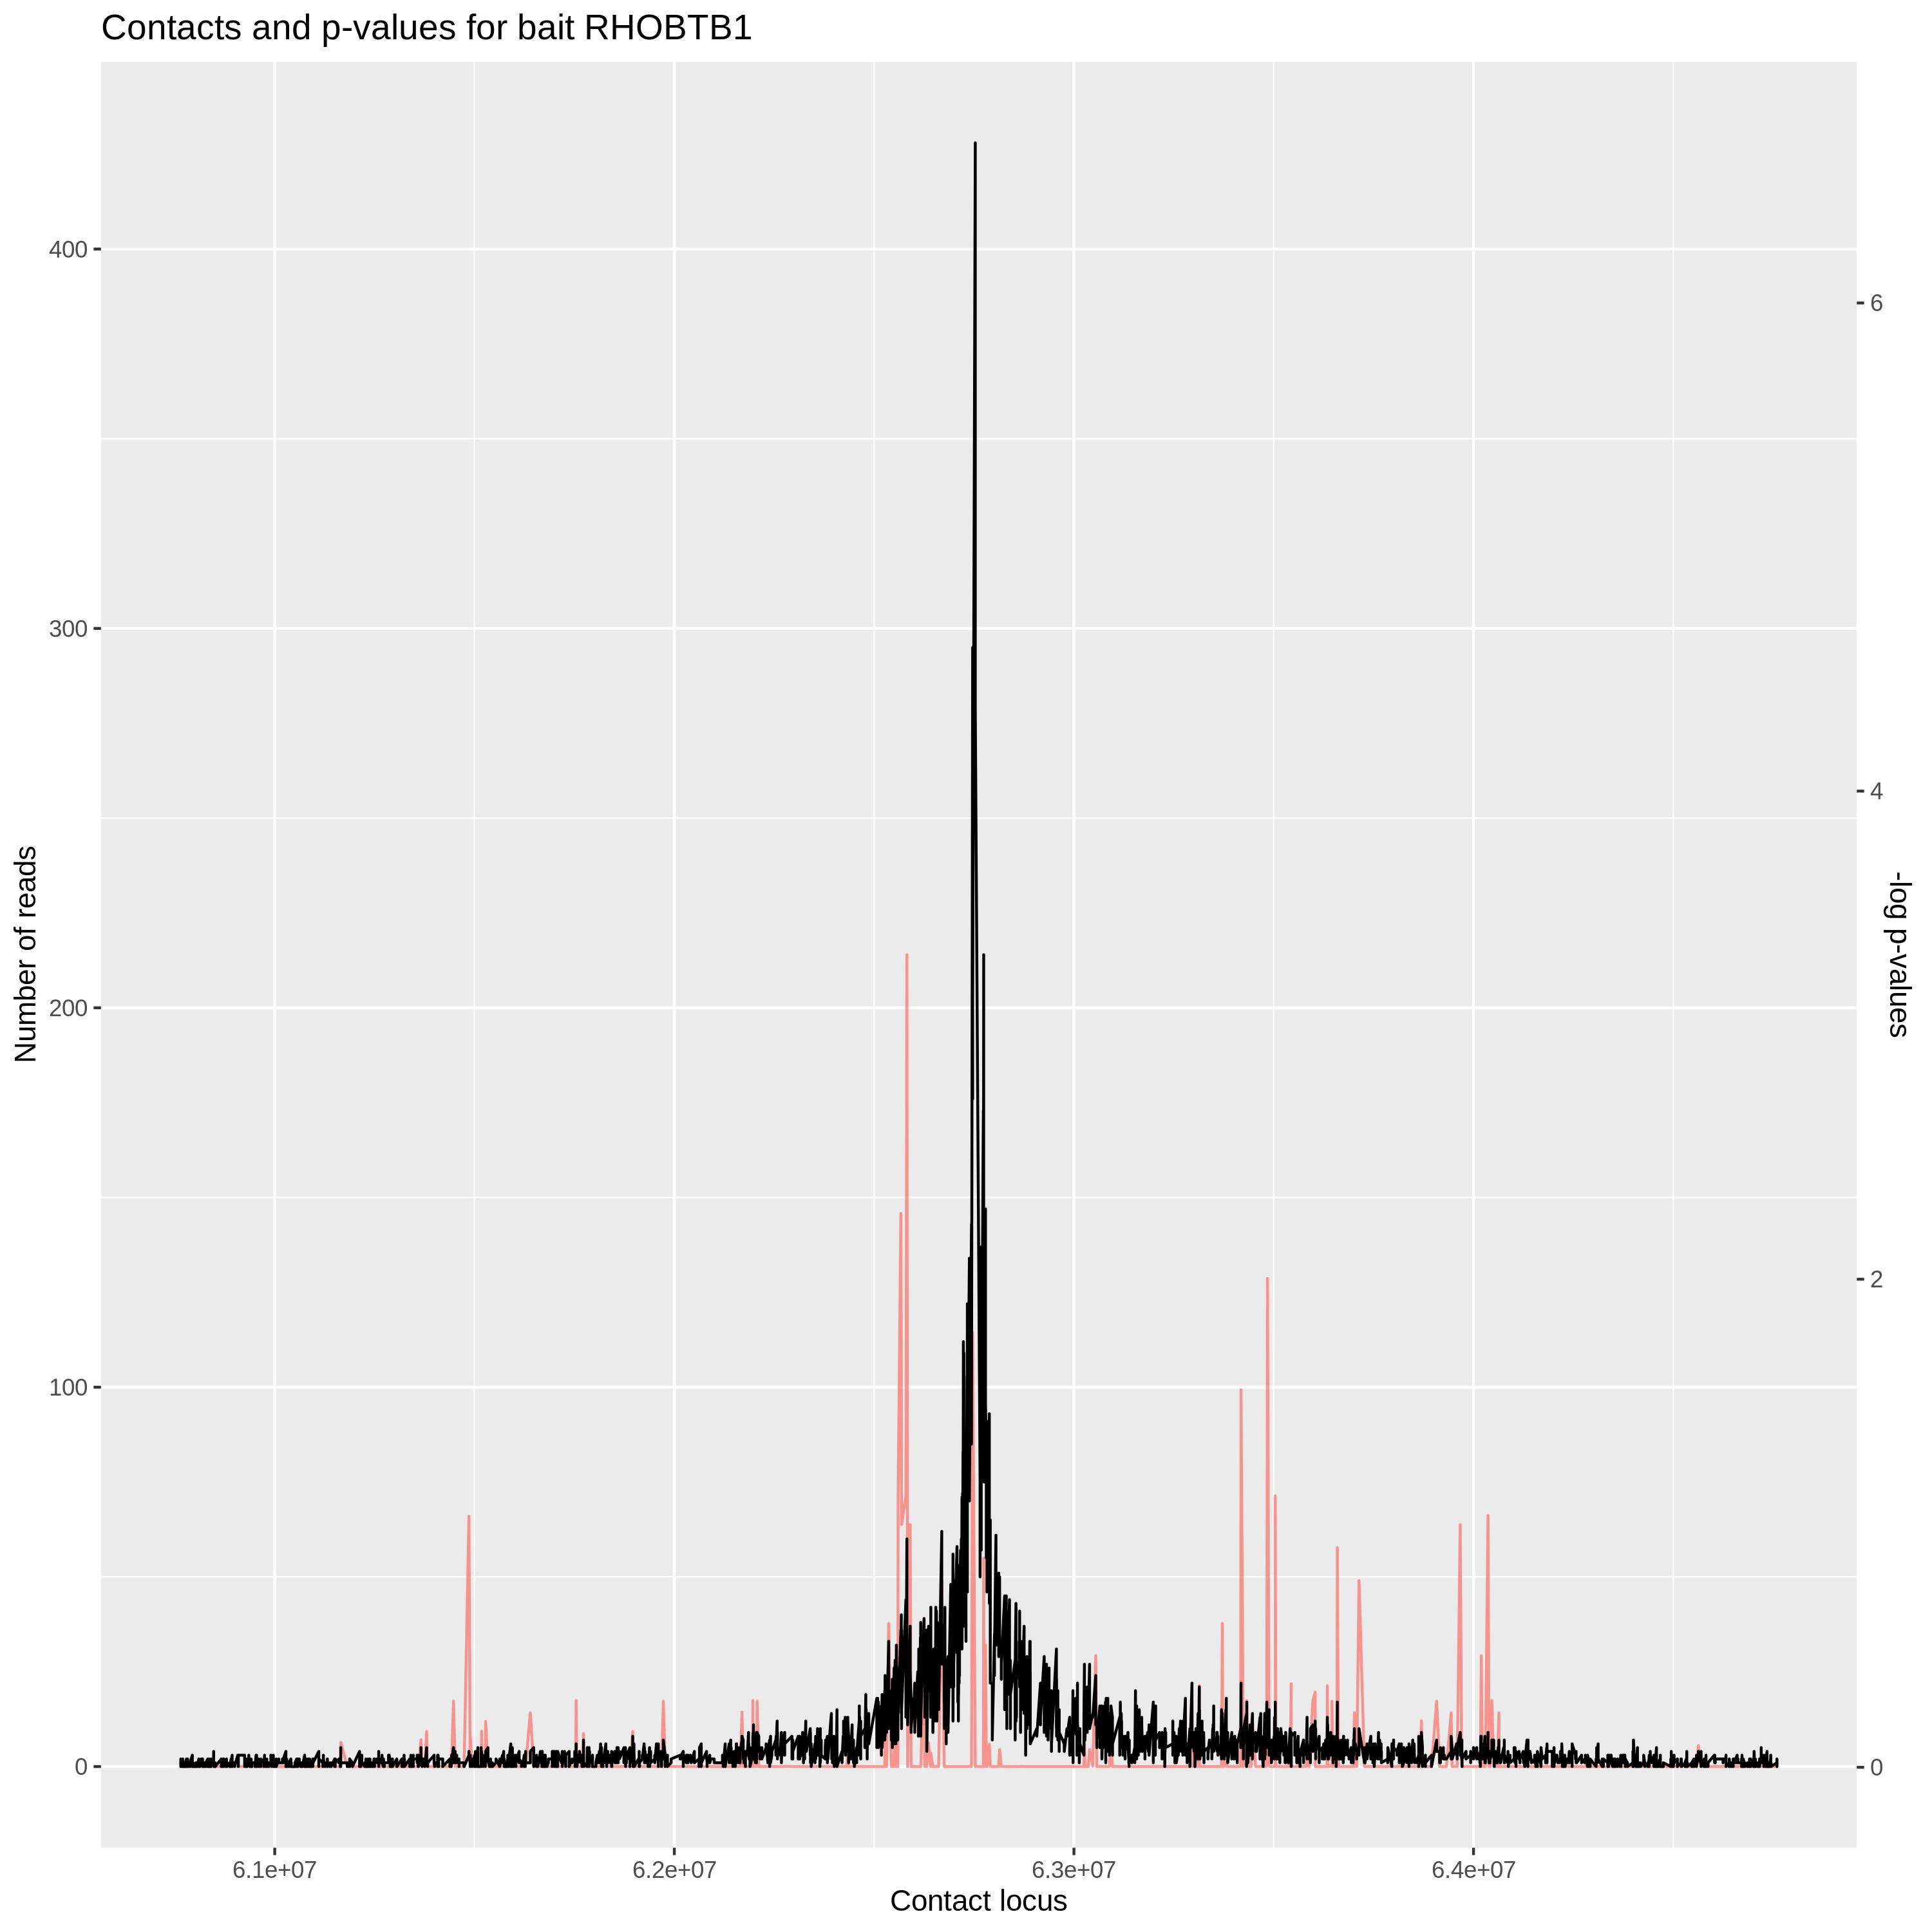 Contacts and p-values for bait RHOBTB1
400
300
200
100
0
Number of reads
6
4
2
0
-log p-values
6.1e+07
6.2e+07
6.3e+07
6.4e+07
Contact locus